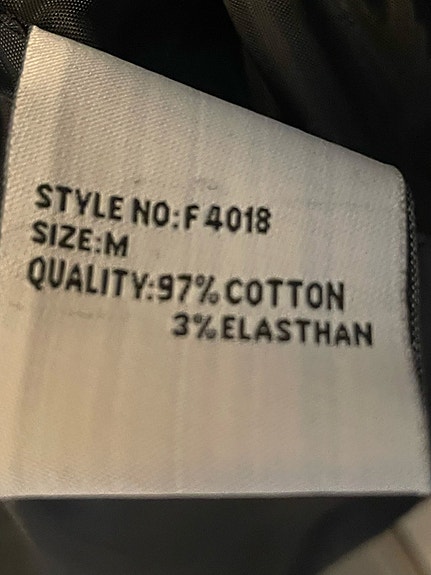 STYLE NO:F 4018
SIZE:M
QUALITY:97% COTTON
3% ELASTHAN